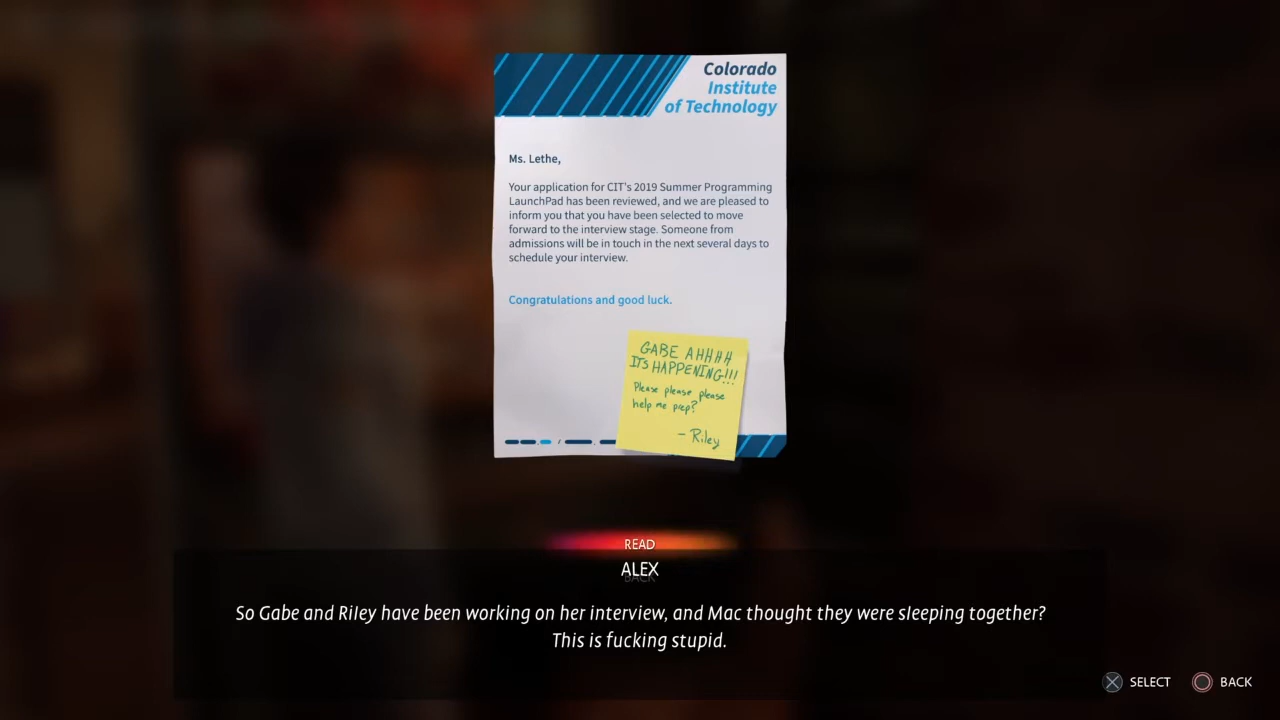 Colorado
Institute
of Technology
Ms. Lethe,
Your application for CIT's 2019 Summer Programming
LaunchPad has been reviewed, and we are pleased to
inform you that you have been selected to move
forward to the interview stage. Someone from
admissions will be in touch in the next several days to
schedule your interview.
Congratulations and good luck.
GABE AHHHH
ITS HAPPENING!!!
Please please please
help me prep?
- Riley
READ
ALEX
BACK
So Gabe and Riley have been working on her interview, and Mac thought they were sleeping together?
This is fucking stupid.
SELECT
BACK